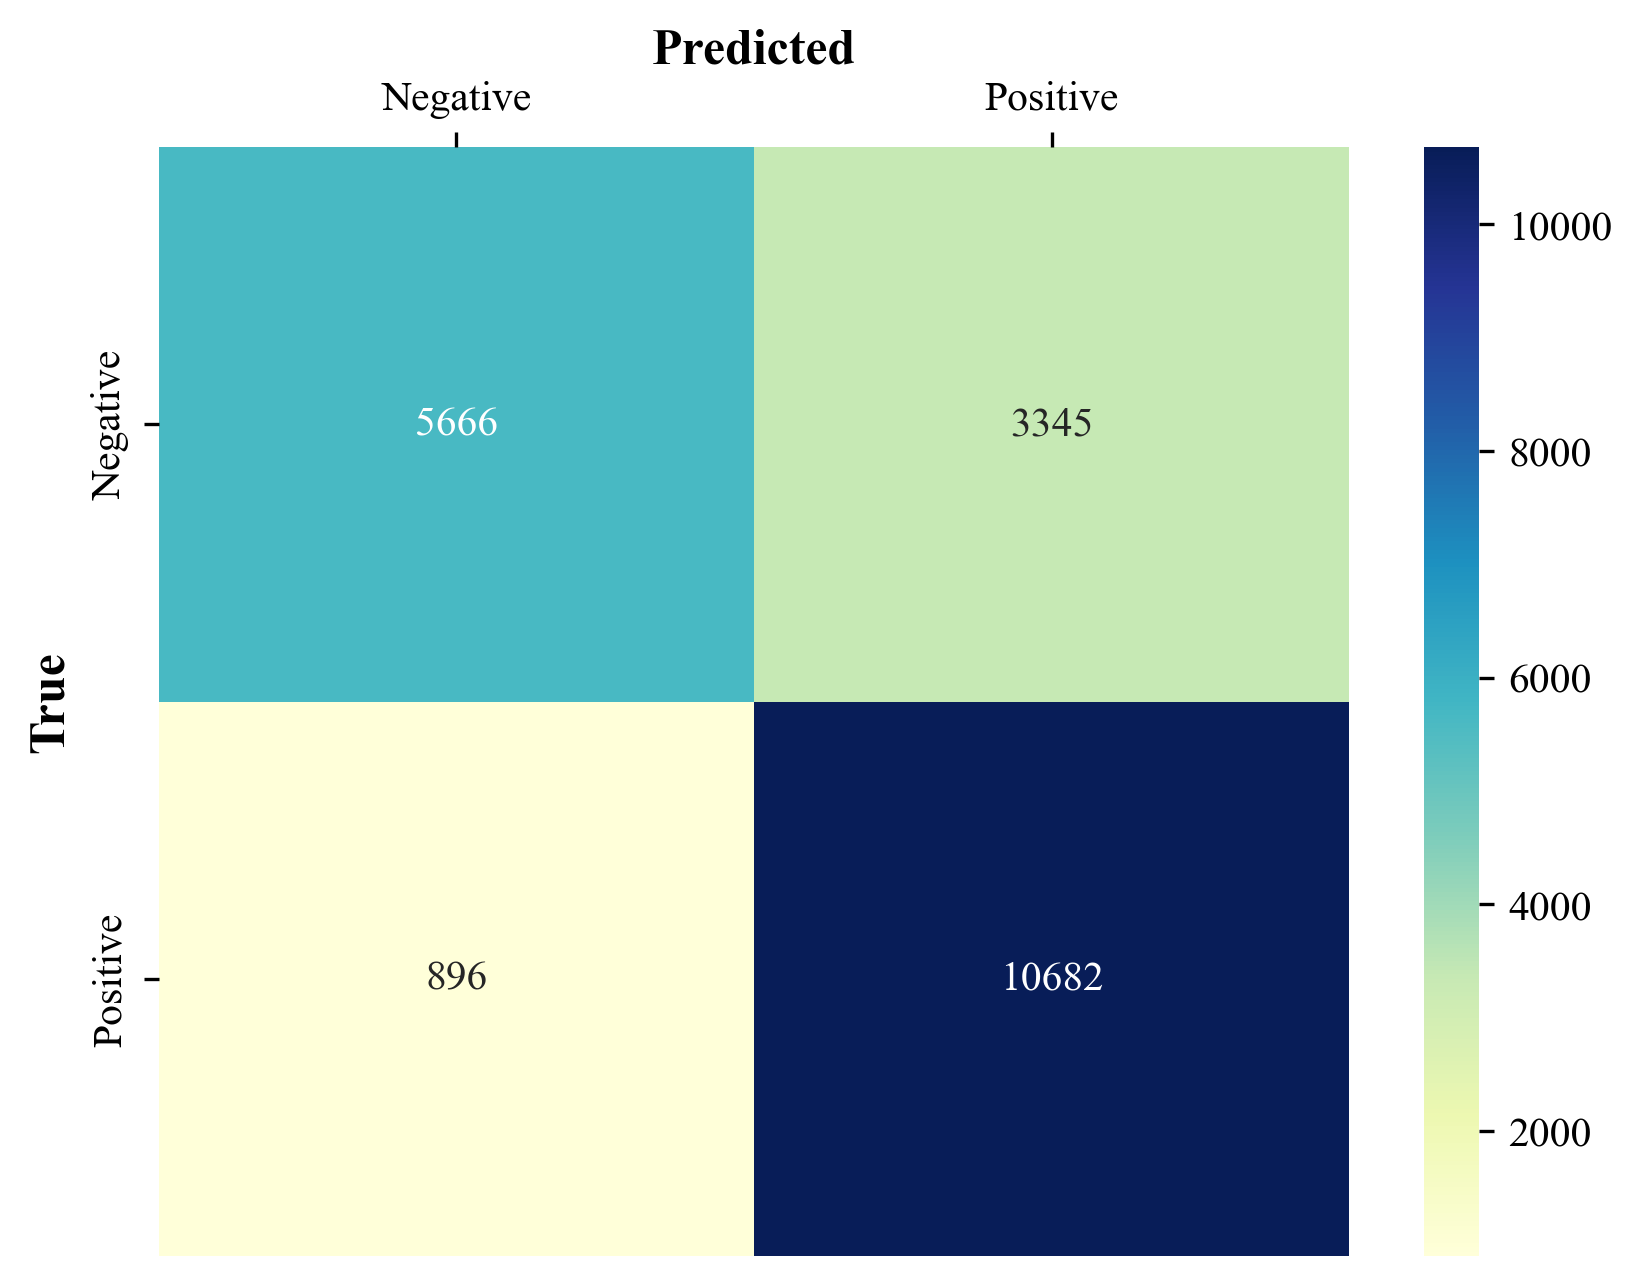 Predicted
Negative Positive
10000
Negative
5666 3345
8000
True
6000
4000
Positive
896 10682
2000